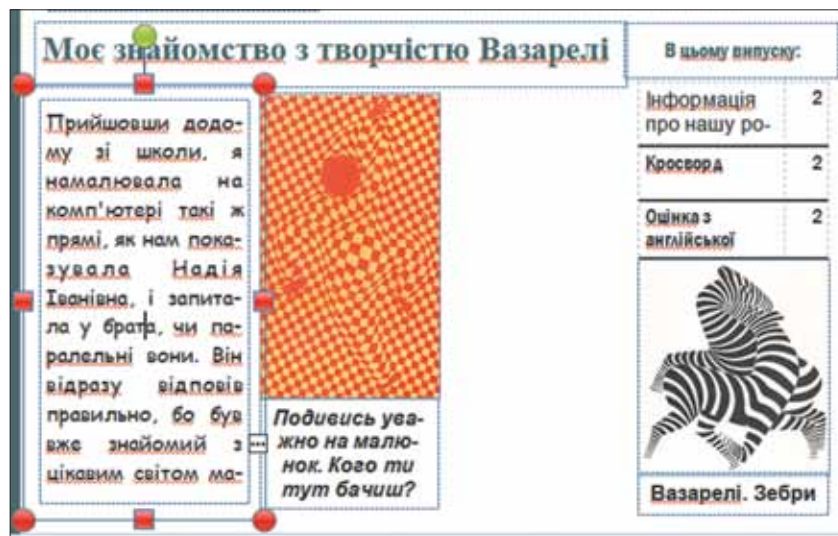 Моє знайомство з творчістю Вазарелі
Прийшовши додо-
му зі школи, я
намалювала на
комп'ютері такі ж
прямі, як нам пока-
зувала Надія
Іванівна, і запита-
ла у брата, чи па-
ралельні вони. Він
відразу відповів
правильно, бо був
вже знайомий з
цікавим світом ма-
Подивись ува-
жно на малю-
нок. Кого ти
тут бачиш?
В цьому випуску:
Інформація 2
про нашу ро-
Кросворд 2
Оцінка з 2
англійської
Вазарелі. Зебри